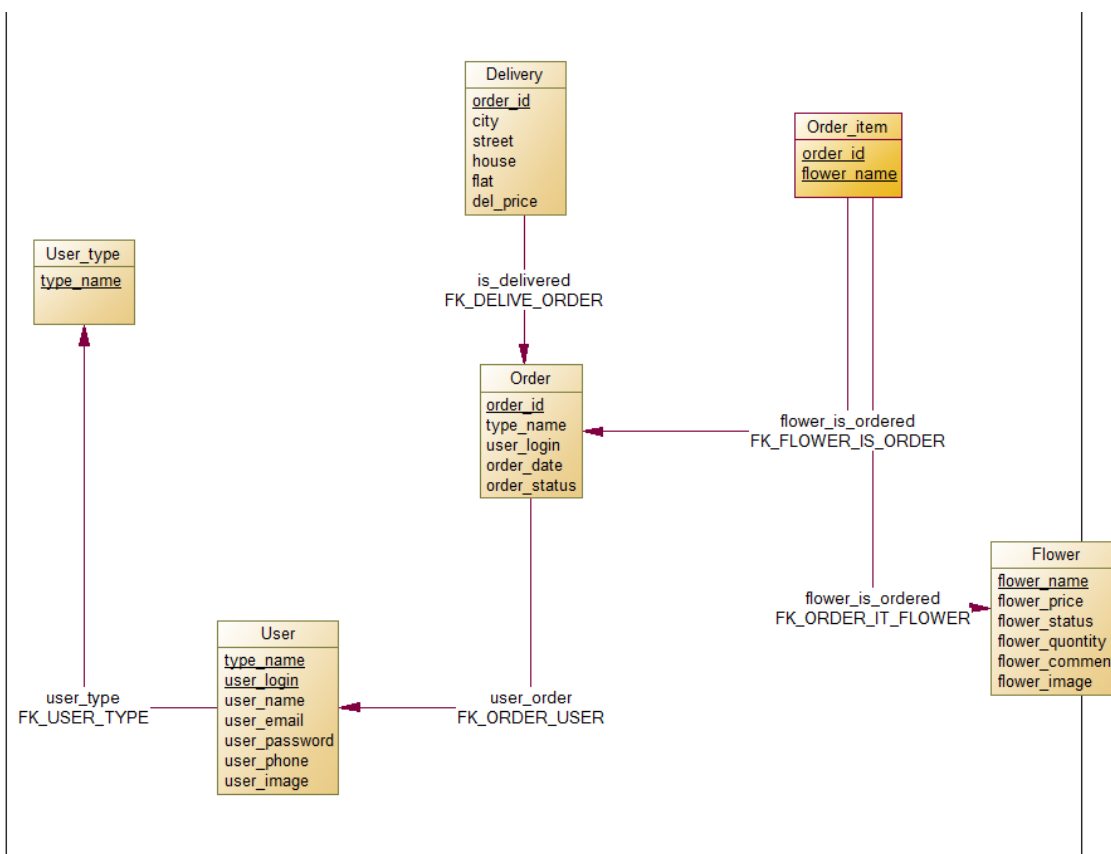 Delivery
order_id
city
street
house
flat
del_price
Order_item
order_id
flower_name
User_type
type_name
is_delivered
FK_DELIVE_ORDER
Order
order_id
type_name
user_login
order_date
order_status
flower_is_ordered
FK_FLOWER_IS_ORDER
Flower
flower_name
flower_price
flower_status
flower_quontity
flower_commen
flower_image
flower_is_ordered
FK_ORDER_IT_FLOWER
User
type_name
user_login
user_name
user_email
user_password
user_phone
user_image
user_type
FK_USER_TYPE
user_order
FK_ORDER_USER